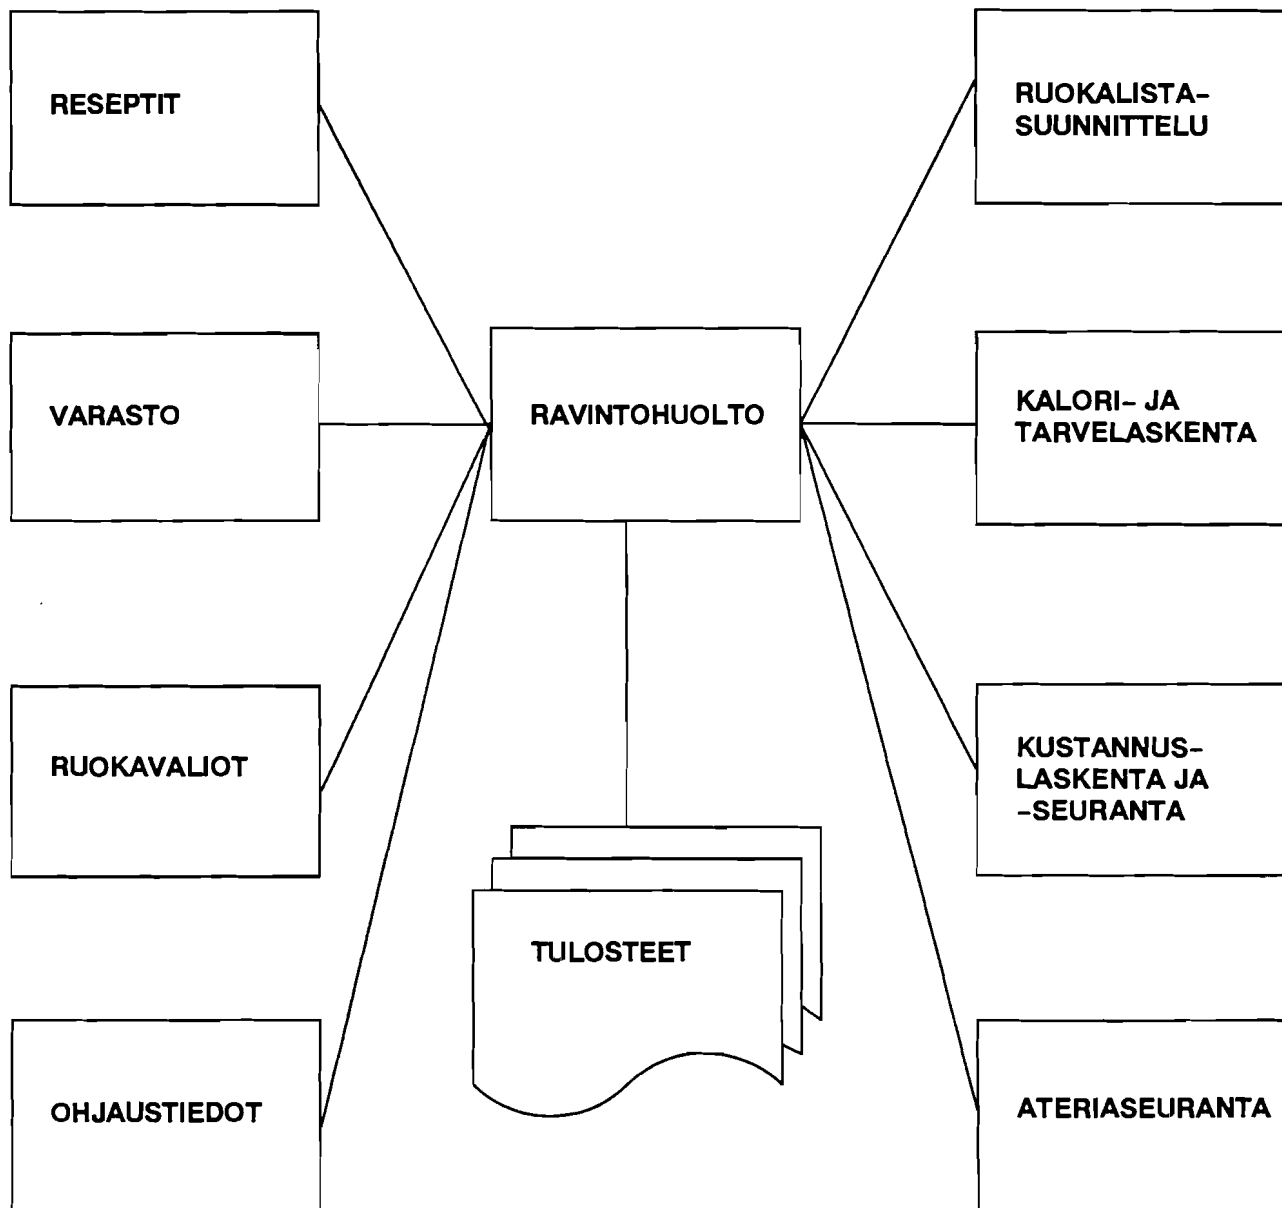 RESEPTIT
RUOKALISTA-
SUUNNITTELU
VARASTO
RAVINTOHUOLTO
KALORI- JA
TARVELASKENTA
RUOKAVALIOT
KUSTANNUS-
LASKENTA JA
-SEURANTA
TULOSTEET
OHJAUSTIEDOT
ATERIASEURANTA